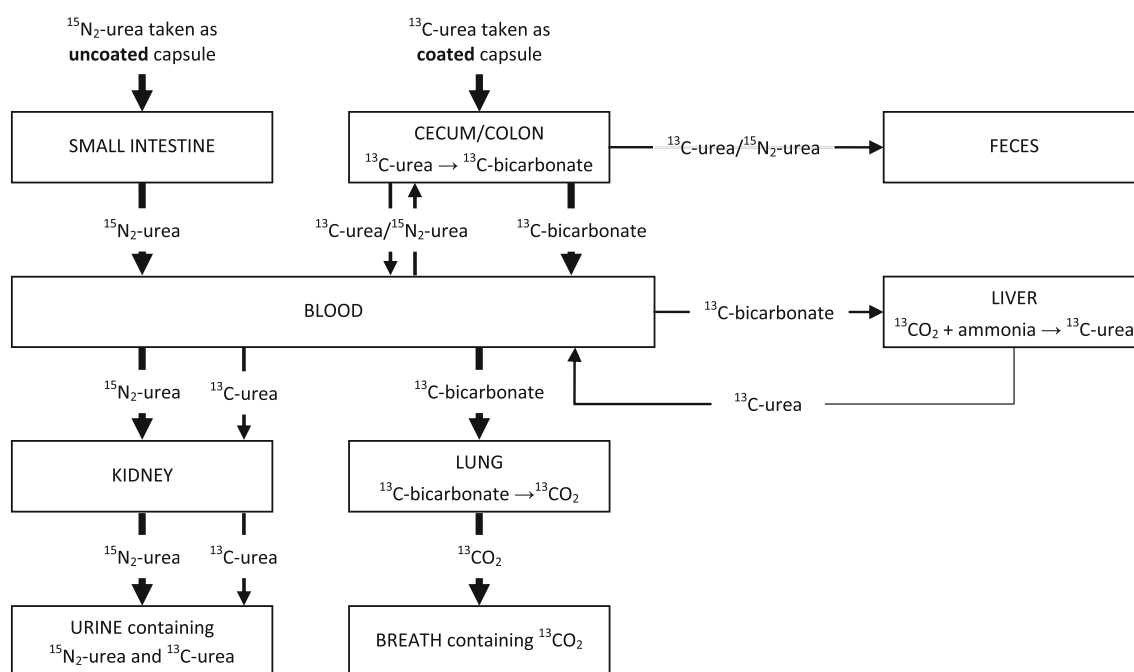 ¹⁵N₂-urea taken as
uncoated capsule
¹³C-urea taken as
coated capsule
SMALL INTESTINE
CECUM/COLON
¹³C-urea → ¹³C-bicarbonate
¹³C-urea/¹⁵N₂-urea
FECES
¹⁵N₂-urea
¹³C-urea/¹⁵N₂-urea
¹³C-bicarbonate
BLOOD
¹³C-bicarbonate
LIVER
¹³CO₂ + ammonia → ¹³C-urea
¹⁵N₂-urea
¹³C-urea
¹³C-bicarbonate
¹³C-urea
KIDNEY
LUNG
¹³C-bicarbonate →¹³CO₂
¹⁵N₂-urea
¹³C-urea
¹³CO₂
URINE containing
¹⁵N₂-urea and ¹³C-urea
BREATH containing ¹³CO₂